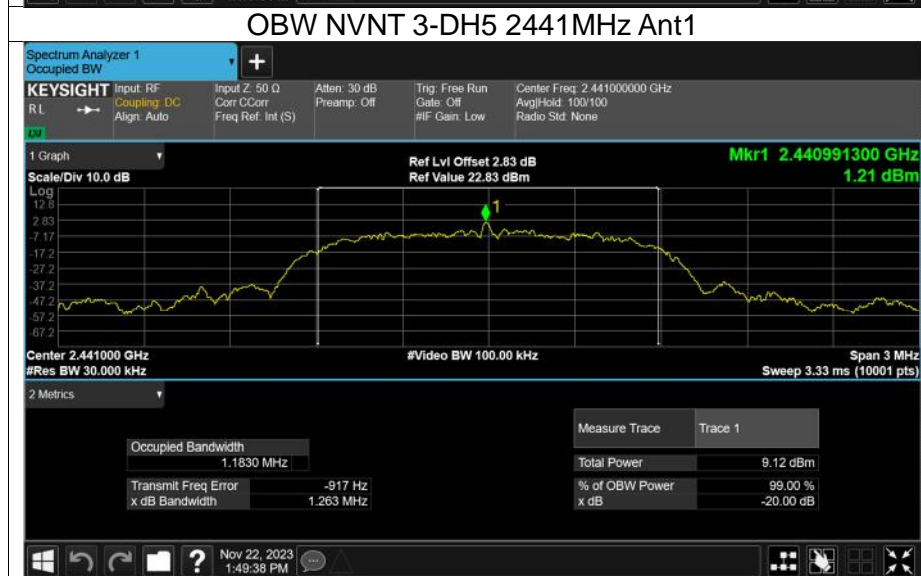 OBW NVNT 3-DH5 2441MHz Ant1
Spectrum Analyzer 1
Occupied BW
+
KEYSIGHT
RL
Input: RF
Coupling: DC
Align: Auto
Input Z: 50 Ω
Corr CCorr
Freq Ref: Int (S)
Atten: 30 dB
Preamp: Off
Trig: Free Run
Gate: Off
#IF Gain: Low
Center Freq: 2.441000000 GHz
Avg|Hold: 100/100
Radio Std: None
1 Graph
Scale/Div 10.0 dB
Ref Lvl Offset 2.83 dB
Ref Value 22.83 dBm
Mkr1 2.440991300 GHz
1.21 dBm
Log
12.8
2.83
-7.17
-17.2
-27.2
-37.2
-47.2
-57.2
-67.2
1
Center 2.441000 GHz
#Res BW 30.000 kHz
#Video BW 100.00 kHz
Span 3 MHz
Sweep 3.33 ms (10001 pts)
2 Metrics
Occupied Bandwidth
1.1830 MHz
Transmit Freq Error -917 Hz
x dB Bandwidth 1.263 MHz
Measure Trace Trace 1
Total Power 9.12 dBm
% of OBW Power 99.00 %
x dB -20.00 dB
?
Nov 22, 2023
1:49:38 PM